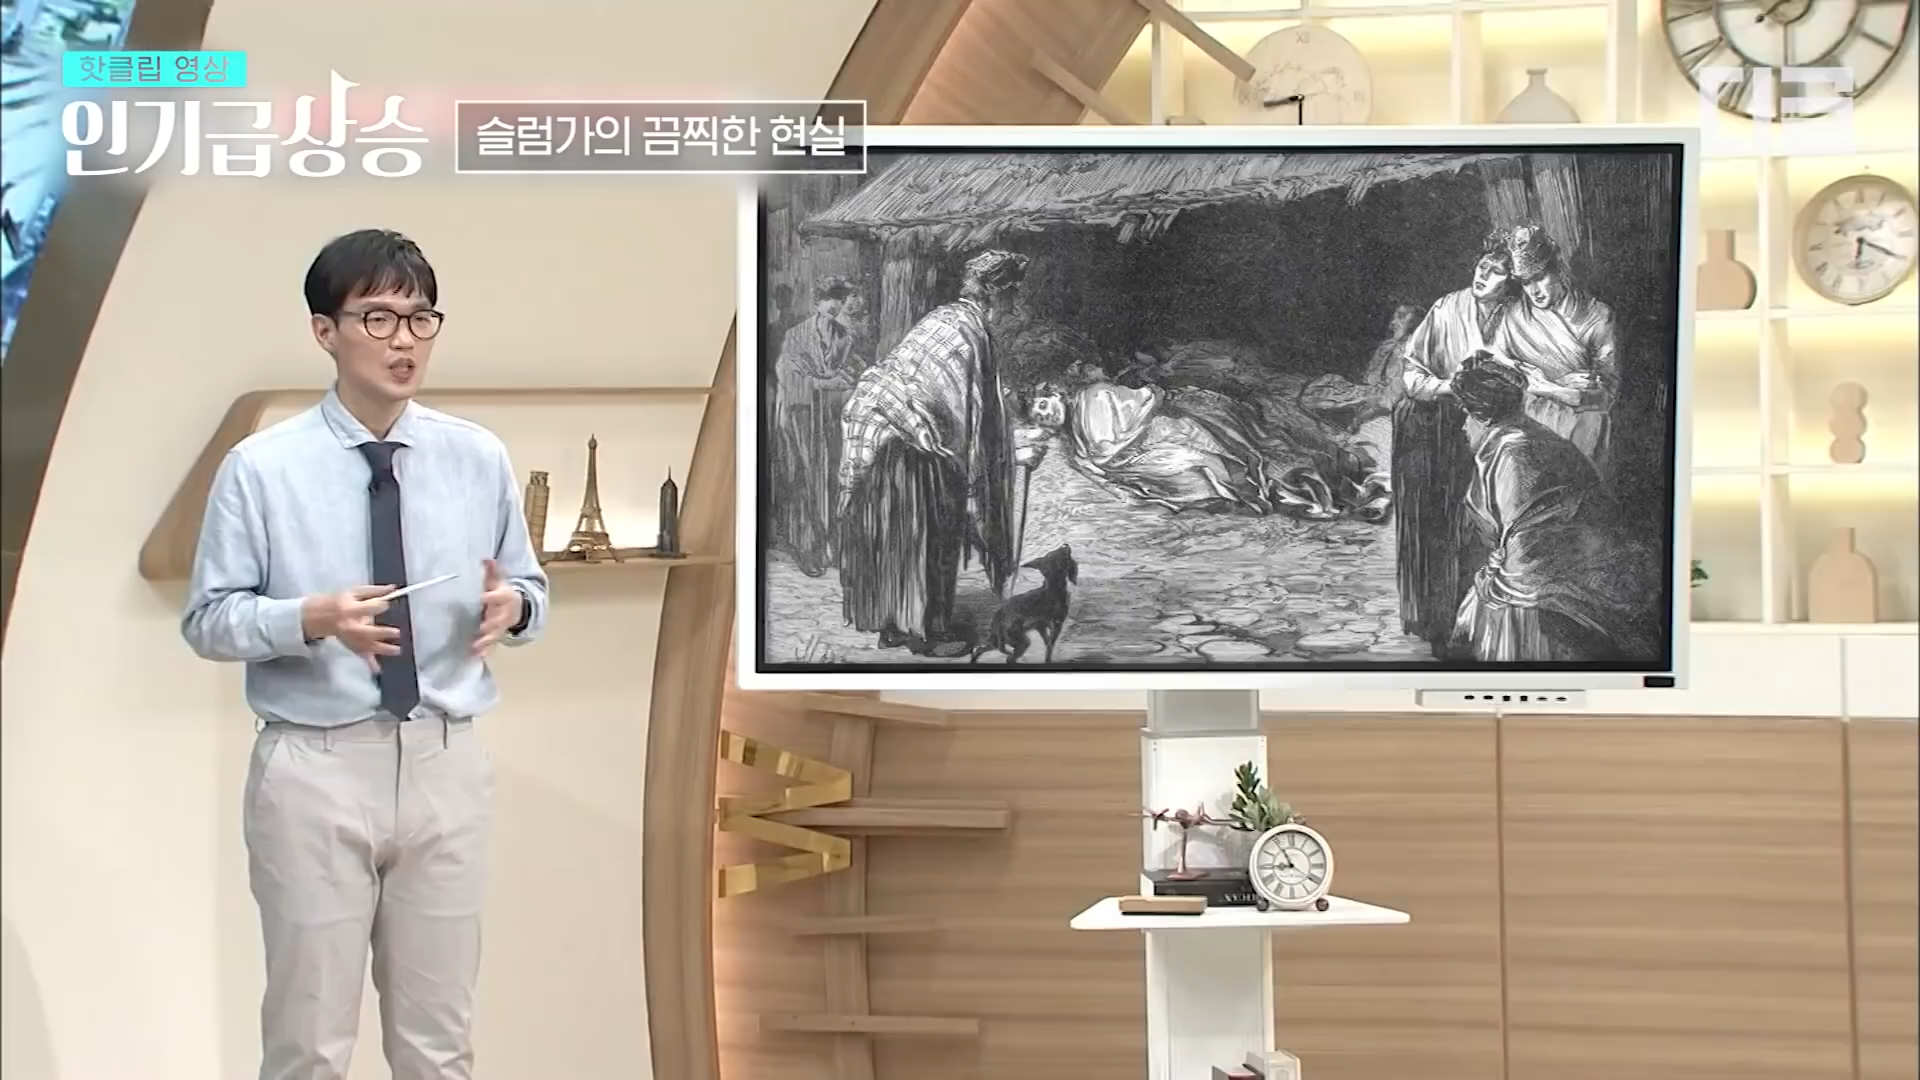 핫클립 영상
인기급상승
슬럼가의 끔찍한 현실